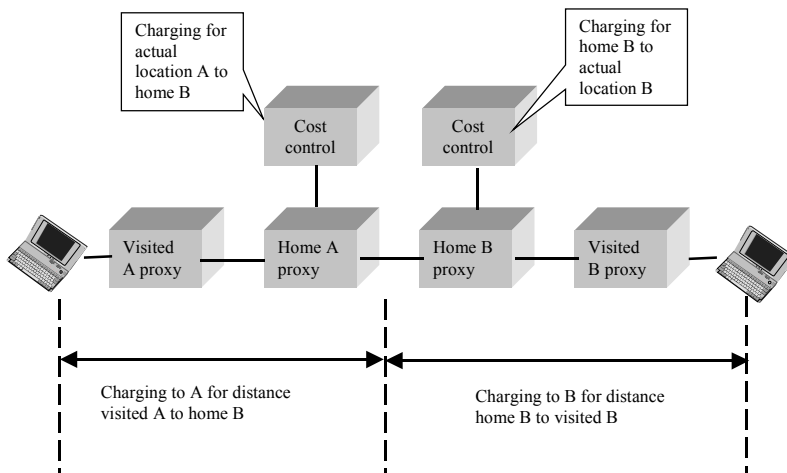 Charging for
actual
location A to
home B
Charging for
home B to
actual
location B
Cost
control
Cost
control
Visited
A proxy
Home A
proxy
Home B
proxy
Visited
B proxy
Charging to A for distance
visited A to home B
Charging to B for distance
home B to visited B